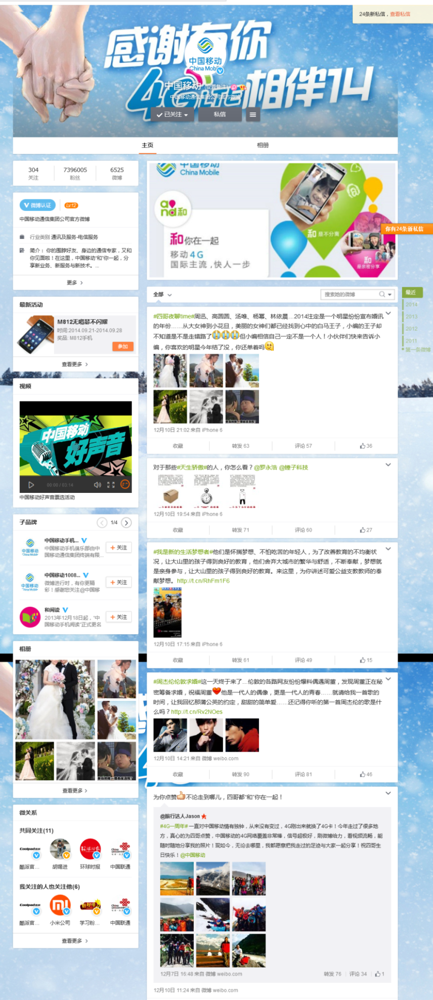 24条新私信，查看私信
感谢有你
4G LTE相伴14
中国移动
China Mobile
中国移动 (设置备注)
中国移动通信集团公司官方微博
已关注
私信
主页
相册
304
关注
7396005
粉丝
6525
微博
微博认证
Lv.12
中国移动通信集团公司官方微博
行业类别 通讯及服务-电信服务
简介： 你的围脖好友、身边的通信专家，又和
你见面啦！在这里，中国移动“和”你一起，分
享新业务、新服务与新技术。...
更多
最新活动
M812无嘚瑟不闪耀
时间:2014.09.21-2014.09.28
奖品: M812手机
参加
查看更多
视频
中国移动
好声音
00:00 / 03:14
中国移动好声音票选活动
子品牌
1/4
中国移动手机...
中国移动手机俱乐部由中
国移动通信集团终端有限...
+ 关注
中国移动1008...
微博进行时，有你更精
彩！感谢您关注@中国移
+ 关注
和阅读
2013年12月18日起，“中
国移动手机阅读”正式更名
+ 关注
相册
查看更多
微关系
共同关注(11)
酷派官...
胡锡进
环球时报
中国联通
我关注的人也关注他(6)
酷派官...
小米公司
学习粉...
中国联通
查看更多
中国移动
China Mobile
and和
和你在一起
移动 4G
国际主流，快人一步
和 是不分离
和
是亲密分享
你有24条新私信
全部
搜索她的微博
最近
2014
2013
2012
2011
第一条微博
#四哥夜聊time#周迅、高圆圆、汤唯、杨幂、林依晨...2014注定是一个明星纷纷宣布婚讯
的年份……从大女神到小花旦，美丽的女神们都已经找到心中的白马王子，小编的王子却
不知道是不是走错路了但小编相信自己一定不是一个人！小伙伴们快来告诉小
编，你喜欢的明星今年结了没，你还单着吗
12月10日 21:02 来自 iPhone 6
收藏
转发 63
评论 57
36
对于那些#天生骄傲#的人，你怎么看？@罗永浩 @锤子科技
12月10日 19:54 来自 iPhone 6
收藏
转发 71
评论 60
27
#我是新的生活梦想者#他们是怀揣梦想、不怕吃苦的年轻人，为了改善教育的不均衡状
况，让大山里的孩子得到良好的教育，他们舍弃大城市的繁华与舒适，不断奉献，梦想就
是亲身参与，让大山里的孩子得到良好的教育。来这里，为你讲述可爱公益支教教师的奉
献梦想。http://t.cn/RhFm1F6
12月10日 17:15 来自 iPhone 6
收藏
转发 61
评论 49
15
#周杰伦伦敦求婚#这一天终于来了...伦敦的各路网友纷纷爆料偶遇周董，发现周董正在秘
密筹备求婚，祝福周董他是一代人的偶像，更是一代人的青春……就请给我一首歌的
时间，让我回忆那蒲公英的约定，甜甜的简单爱……还记得你听的第一首周杰伦的歌是什
么吗？http://t.cn/Rv2NOes
12月10日 14:21 来自 微博 weibo.com
收藏
转发 90
评论 81
46
为你点赞不论走到哪儿，四哥都“和”你在一起！
@旅行达人Jason
#4G一周年#一直对中国移动情有独钟，从来没有变过，4G刚出来就换了4G卡！今年走过了很多地
方，真心的为四哥点赞，中国移动的4G网络覆盖非常棒，信号超极好，刷微博给力，看视频流畅，能
随时随地分享我的照片！现如今，无论去哪里，我都愿意把我走过的足迹与大家一起分享！祝四哥生
日快乐！@中国移动
12月7日 16:48 来自 微博 weibo.com
转发 76
评论 34
1
12月10日 11:24 来自 微博 weibo.com